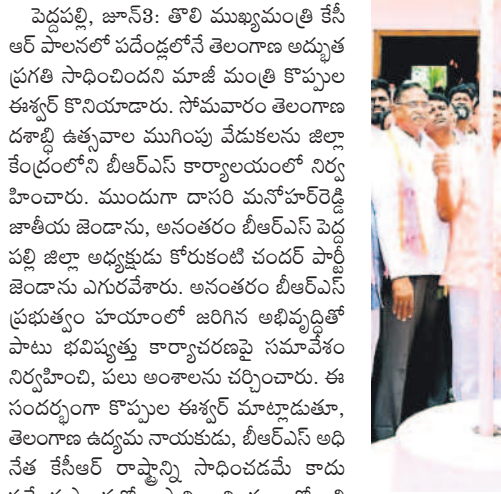 పెద్దపల్లి, జూన్3: తొలి ముఖ్యమంత్రి కేసీ
ఆర్ పాలనలో పదేండ్లలోనే తెలంగాణ అద్భుత
ప్రగతి సాధించిందని మాజీ మంత్రి కొప్పుల
ఈశ్వర్ కొనియాడారు. సోమవారం తెలంగాణ
దశాబ్ది ఉత్సవాల ముగింపు వేడుకలను జిల్లా
కేంద్రంలోని బీఆర్ఎస్ కార్యాలయంలో నిర్వ
హించారు. ముందుగా దాసరి మనోహర్‌రెడ్డి
జాతీయ జెండాను, అనంతరం బీఆర్ఎస్ పెద్ద
పల్లి జిల్లా అధ్యక్షుడు కోరుకంటి చందర్ పార్టీ
జెండాను ఎగురవేశారు. అనంతరం బీఆర్ఎస్
ప్రభుత్వం హయాంలో జరిగిన అభివృద్ధితో
పాటు భవిష్యత్తు కార్యాచరణపై సమావేశం
నిర్వహించి, పలు అంశాలను చర్చించారు. ఈ
సందర్భంగా కొప్పుల ఈశ్వర్ మాట్లాడుతూ,
తెలంగాణ ఉద్యమ నాయకుడు, బీఆర్ఎస్ అధి
నేత కేసీఆర్ రాష్ట్రాన్ని సాధించడమే కాదు